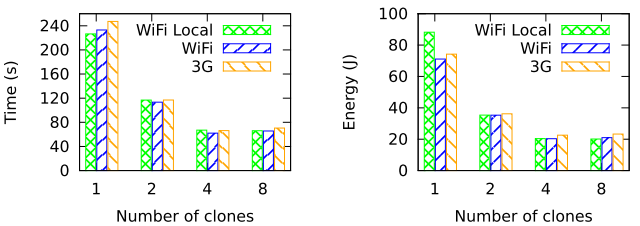 Time (s)
240
200
160
120
80
40
0
WiFi Local
WiFi
3G
1 2 4 8
Number of clones
Energy (J)
100
80
60
40
20
0
WiFi Local
WiFi
3G
1 2 4 8
Number of clones